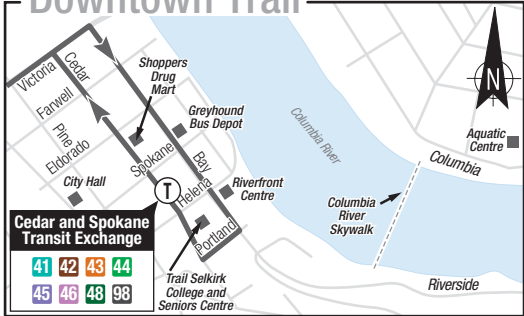 Downtown Trail
Victoria
Cedar
Farwell
Pine
Eldorado
Shoppers
Drug
Mart
Greyhound
Bus Depot
Spokane
Bay
Helena
Portland
City Hall
T
Riverfront
Centre
Trail Selkirk
College and
Seniors Centre
Columbia River
Columbia
River
Skywalk
Columbia
Riverside
Aquatic
Centre
N
Cedar and Spokane
Transit Exchange
41 42 43 44
45 46 48 98